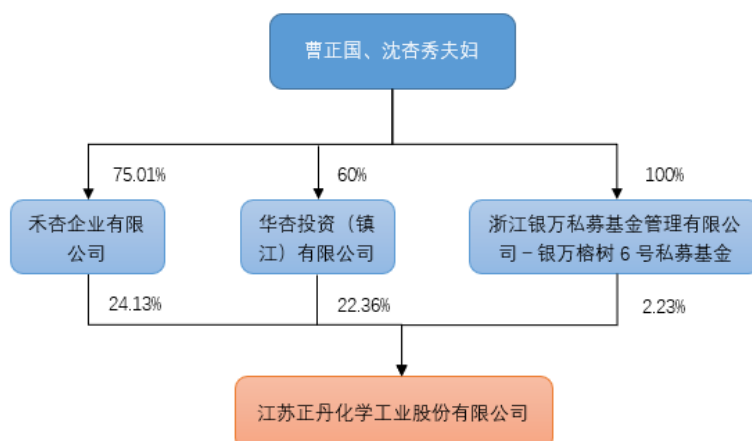 曹正国、沈杏秀夫妇
75.01%
60%
100%
禾杏企业有限
公司
华杏投资（镇
江）有限公司
浙江银万私募基金管理有限公
司－银万榕树 6 号私募基金
24.13%
22.36%
2.23%
江苏正丹化学工业股份有限公司